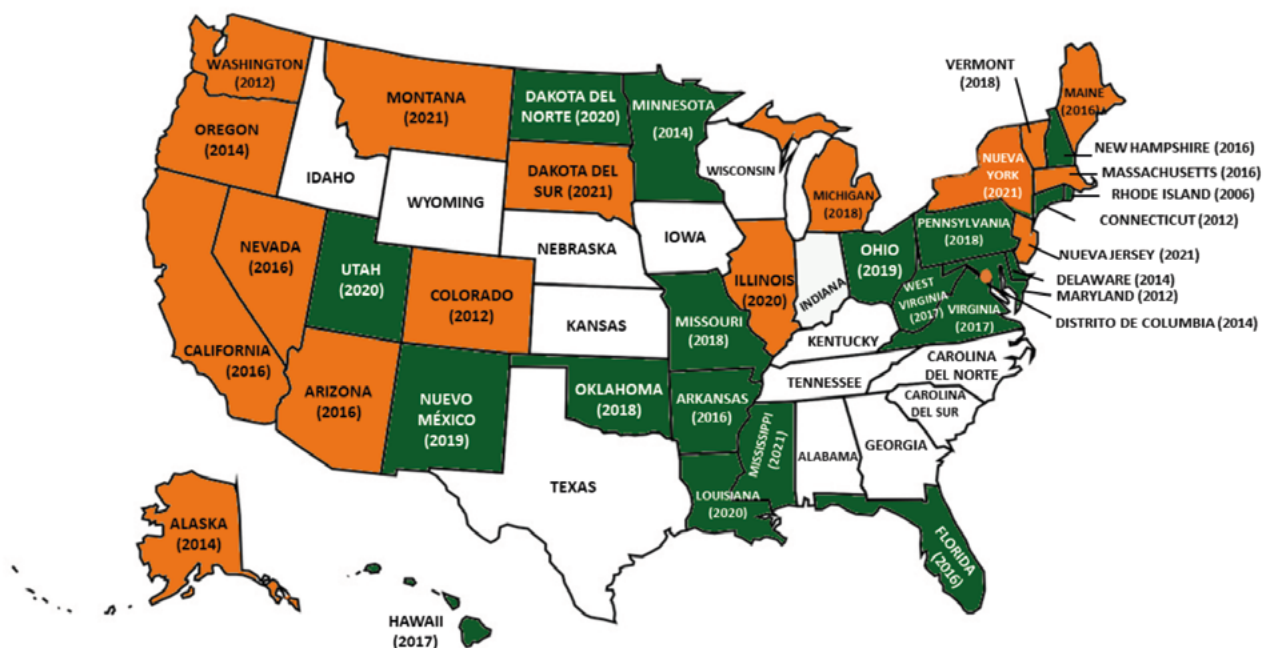 WASHINGTON
(2012)
OREGON
(2014)
CALIFORNIA
(2016)
NEVADA
(2016)
IDAHO
MONTANA
(2021)
WYOMING
UTAH
(2020)
COLORADO
(2012)
ARIZONA
(2016)
NUEVO
MÉXICO
(2019)
DAKOTA DEL
NORTE (2020)
DAKOTA DEL
SUR (2021)
NEBRASKA
KANSAS
OKLAHOMA
(2018)
TEXAS
MINNESOTA
(2014)
IOWA
MISSOURI
(2018)
ARKANSAS
(2016)
LOUISIANA
(2020)
WISCONSIN
ILLINOIS
(2020)
MICHIGAN
(2018)
INDIANA
OHIO
(2019)
KENTUCKY
TENNESSEE
MISSISSIPPI
(2021)
ALABAMA
GEORGIA
FLORIDA
(2016)
CAROLINA
DEL SUR
CAROLINA
DEL NORTE
VIRGINIA
(2017)
WEST
VIRGINIA
(2017)
PENNSYLVANIA
(2018)
NUEVA
YORK
(2021)
VERMONT
(2018)
MAINE
(2016)
NEW HAMPSHIRE (2016)
MASSACHUSETTS (2016)
RHODE ISLAND (2006)
CONNECTICUT (2012)
NUEVA JERSEY (2021)
DELAWARE (2014)
MARYLAND (2012)
DISTRITO DE COLUMBIA (2014)
ALASKA
(2014)
HAWAII
(2017)